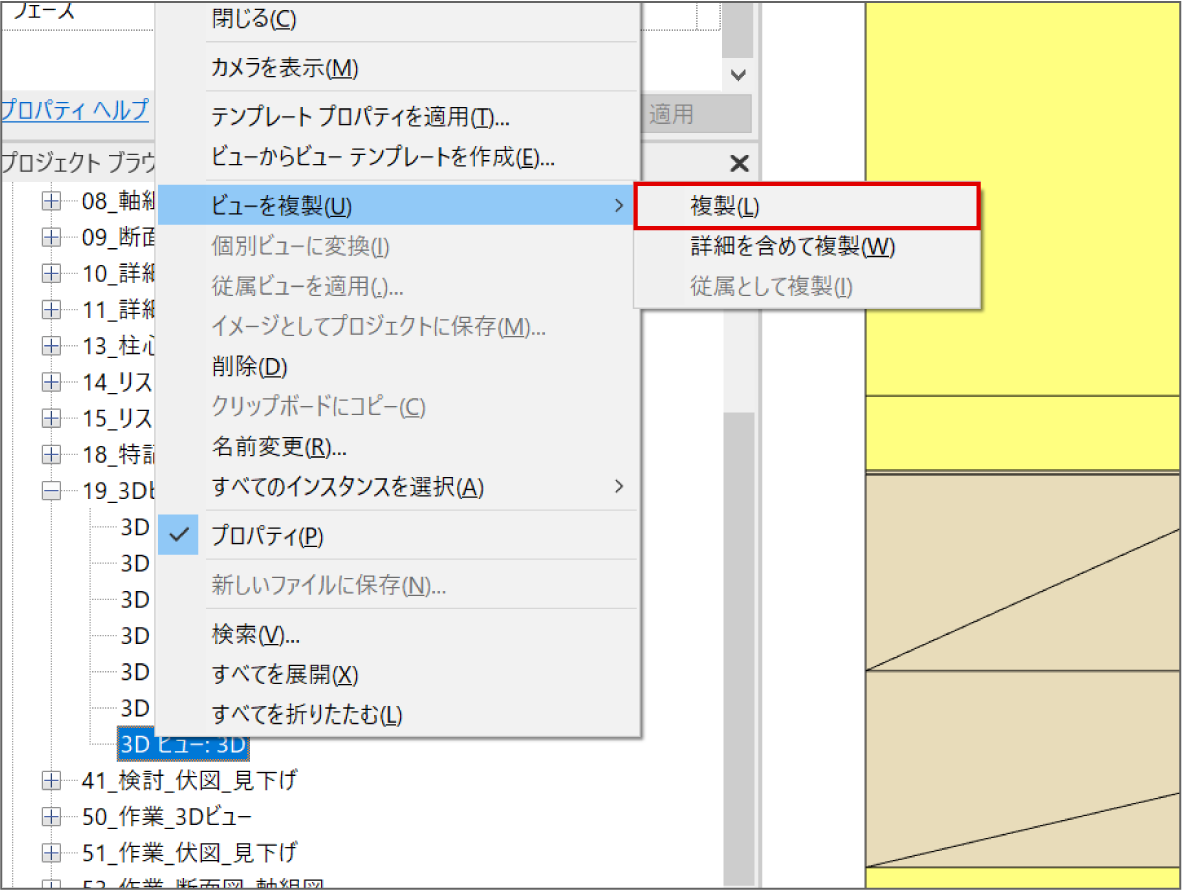 フェーズ
閉じる(C)
カメラを表示(M)
プロパティ ヘルプ
テンプレート プロパティを適用(T)...
適用
ビューからビュー テンプレートを作成(E)...
プロジェクト ブラウ
ビューを複製(U)
複製(L)
個別ビューに変換(I)
詳細を含めて複製(W)
従属ビューを適用(.)...
従属として複製(I)
イメージとしてプロジェクトに保存(M)...
削除(D)
クリップボードにコピー(C)
名前変更(R)...
すべてのインスタンスを選択(A)
プロパティ(P)
新しいファイルに保存(N)...
検索(V)...
すべてを展開(X)
すべてを折りたたむ(L)
08_軸組
09_断面
10_詳細
11_詳細
13_柱心
14_リス
15_リス
18_特記
19_3Dビ
3D
3D
3D
3D
3D
3D
3D ビュー: 3D
41_検討_伏図_見下げ
50_作業_3Dビュー
51_作業_伏図_見下げ
52_作業_断面図_軸組図